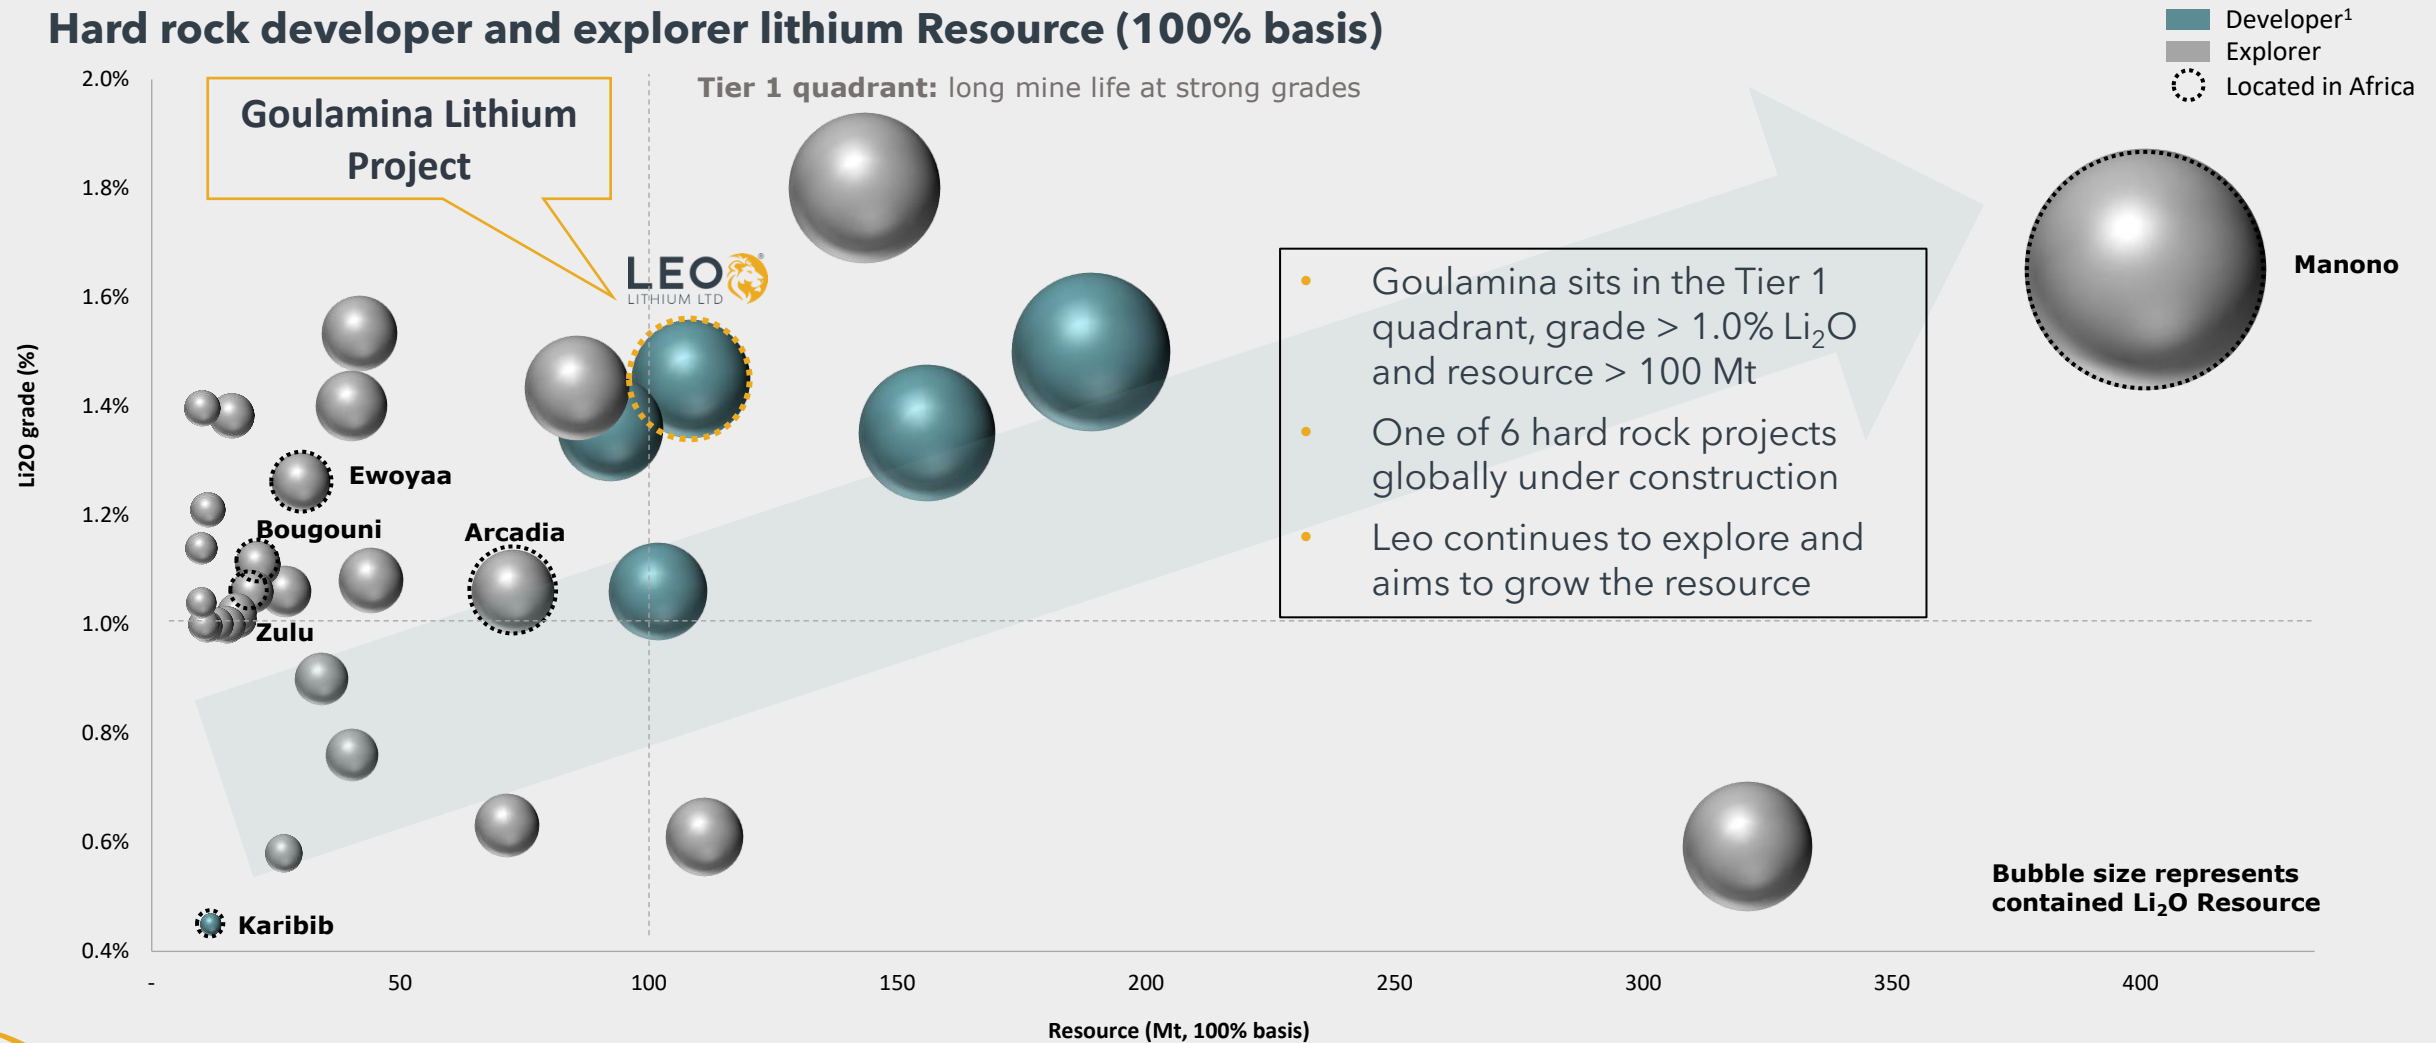 Hard rock developer and explorer lithium Resource (100% basis)
Developer¹
Explorer
Located in Africa
Tier 1 quadrant: long mine life at strong grades
Goulamina Lithium
Project
LEO®
LITHIUM LTD
Manono
• Goulamina sits in the Tier 1
quadrant, grade > 1.0% Li₂O
and resource > 100 Mt
• One of 6 hard rock projects
globally under construction
• Leo continues to explore and
aims to grow the resource
Ewoyaa
Bougouni
Arcadia
Zulu
Karibib
Bubble size represents
contained Li₂O Resource
Li2O grade (%)
2.0%
1.8%
1.6%
1.4%
1.2%
1.0%
0.8%
0.6%
0.4%
- 50 100 150 200 250 300 350 400
Resource (Mt, 100% basis)